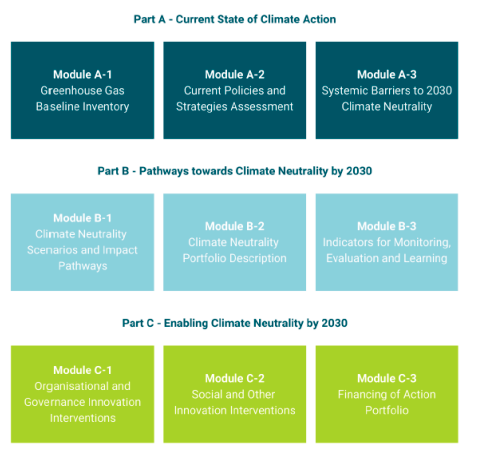 Part A - Current State of Climate Action
Module A-1
Greenhouse Gas
Baseline Inventory
Module A-2
Current Policies and
Strategies Assessment
Module A-3
Systemic Barriers to 2030
Climate Neutrality
Part B - Pathways towards Climate Neutrality by 2030
Module B-1
Climate Neutrality
Scenarios and Impact
Pathways
Module B-2
Climate Neutrality
Portfolio Description
Module B-3
Indicators for Monitoring,
Evaluation and Learning
Part C - Enabling Climate Neutrality by 2030
Module C-1
Organisational and
Governance Innovation
Interventions
Module C-2
Social and Other
Innovation Interventions
Module C-3
Financing of Action
Portfolio